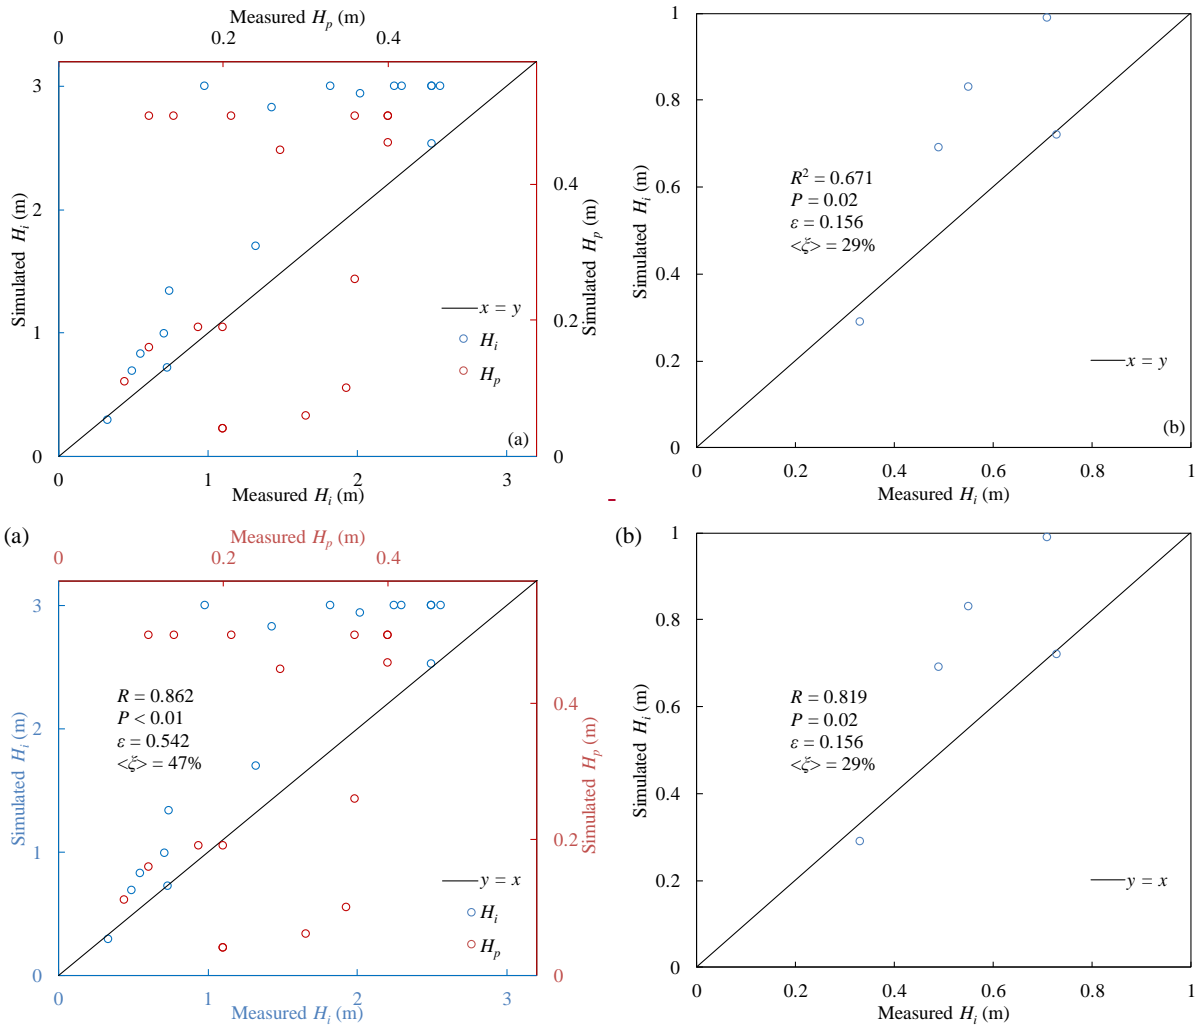 Measured Hp (m)
0 0.2 0.4
3
2
1
0
Simulated Hi (m)
0 1 2 3
Measured Hi (m)
0.4
0.2
0
Simulated Hp (m)
x = y
Hi
Hp
(a)
1
0.8
0.6
0.4
0.2
0
Simulated Hi (m)
R² = 0.671
P = 0.02
ε = 0.156
<ξ> = 29%
x = y
(b)
0 0.2 0.4 0.6 0.8 1
Measured Hi (m)
(a)
Measured Hp (m)
0 0.2 0.4
3
2
1
0
Simulated Hi (m)
R = 0.862
P < 0.01
ε = 0.542
<ξ> = 47%
0.4
0.2
0
Simulated Hp (m)
y = x
Hi
Hp
0 1 2 3
Measured Hi (m)
(b)
1
0.8
0.6
0.4
0.2
0
Simulated Hi (m)
R = 0.819
P = 0.02
ε = 0.156
<ξ> = 29%
y = x
0 0.2 0.4 0.6 0.8 1
Measured Hi (m)